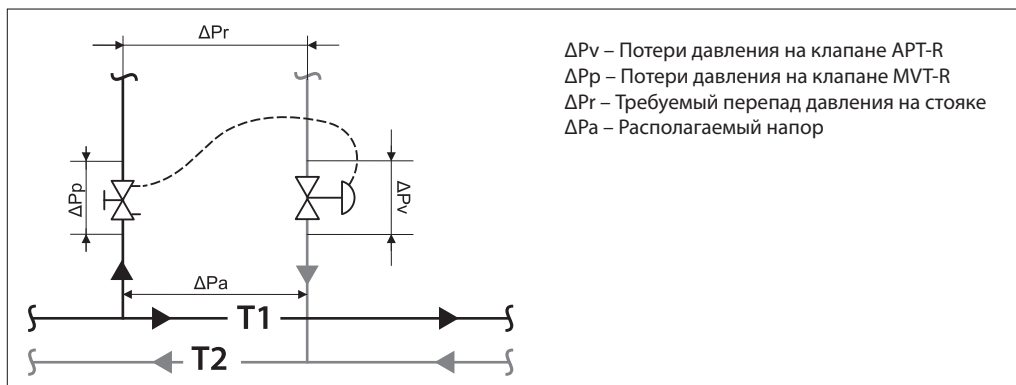 ΔPr
ΔPp
ΔPv
ΔPa
T1
T2
ΔPv – Потери давления на клапане APT-R
ΔPp – Потери давления на клапане MVT-R
ΔPr – Требуемый перепад давления на стояке
ΔPa – Располагаемый напор